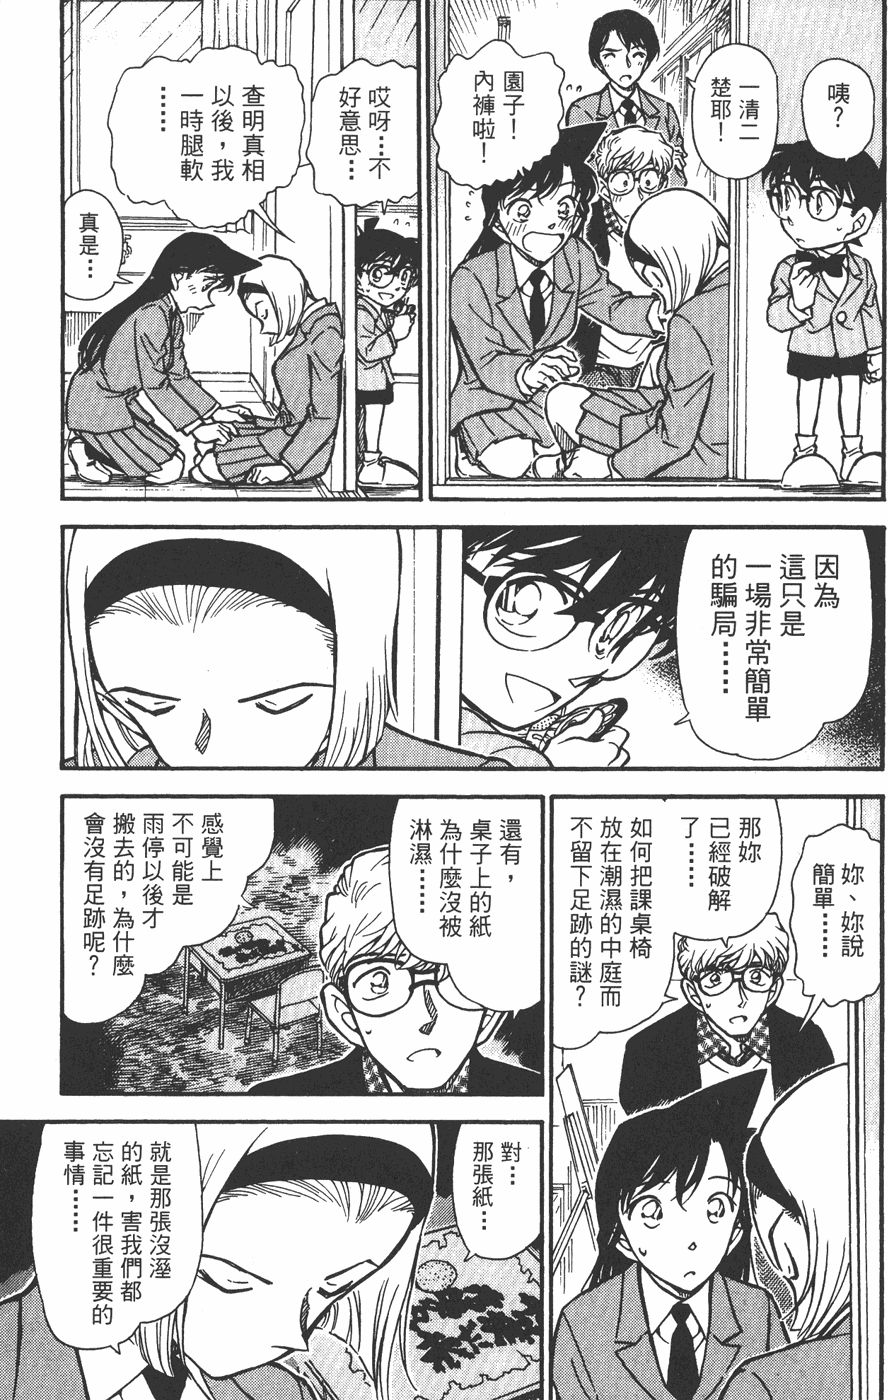 咦？
一清二
楚耶！
園子！
內褲啦！
哎呀…不
好意思…
查明真相
以後，我
一時腿軟
……
真是…
因為
這只是
一場非常簡單
的騙局……
妳、妳說
簡單……
那妳
已經破解
了……
如何把課桌椅
放在潮濕的中庭而
不留下足跡的謎？
還有，
桌子上的紙
為什麼沒被
淋濕……
感覺上
不可能是
雨停以後才
搬去的，為什麼
會沒有足跡呢？
對…
那張紙…
就是那張沒溼
的紙，害我們都
忘記一件很重要的
事情……